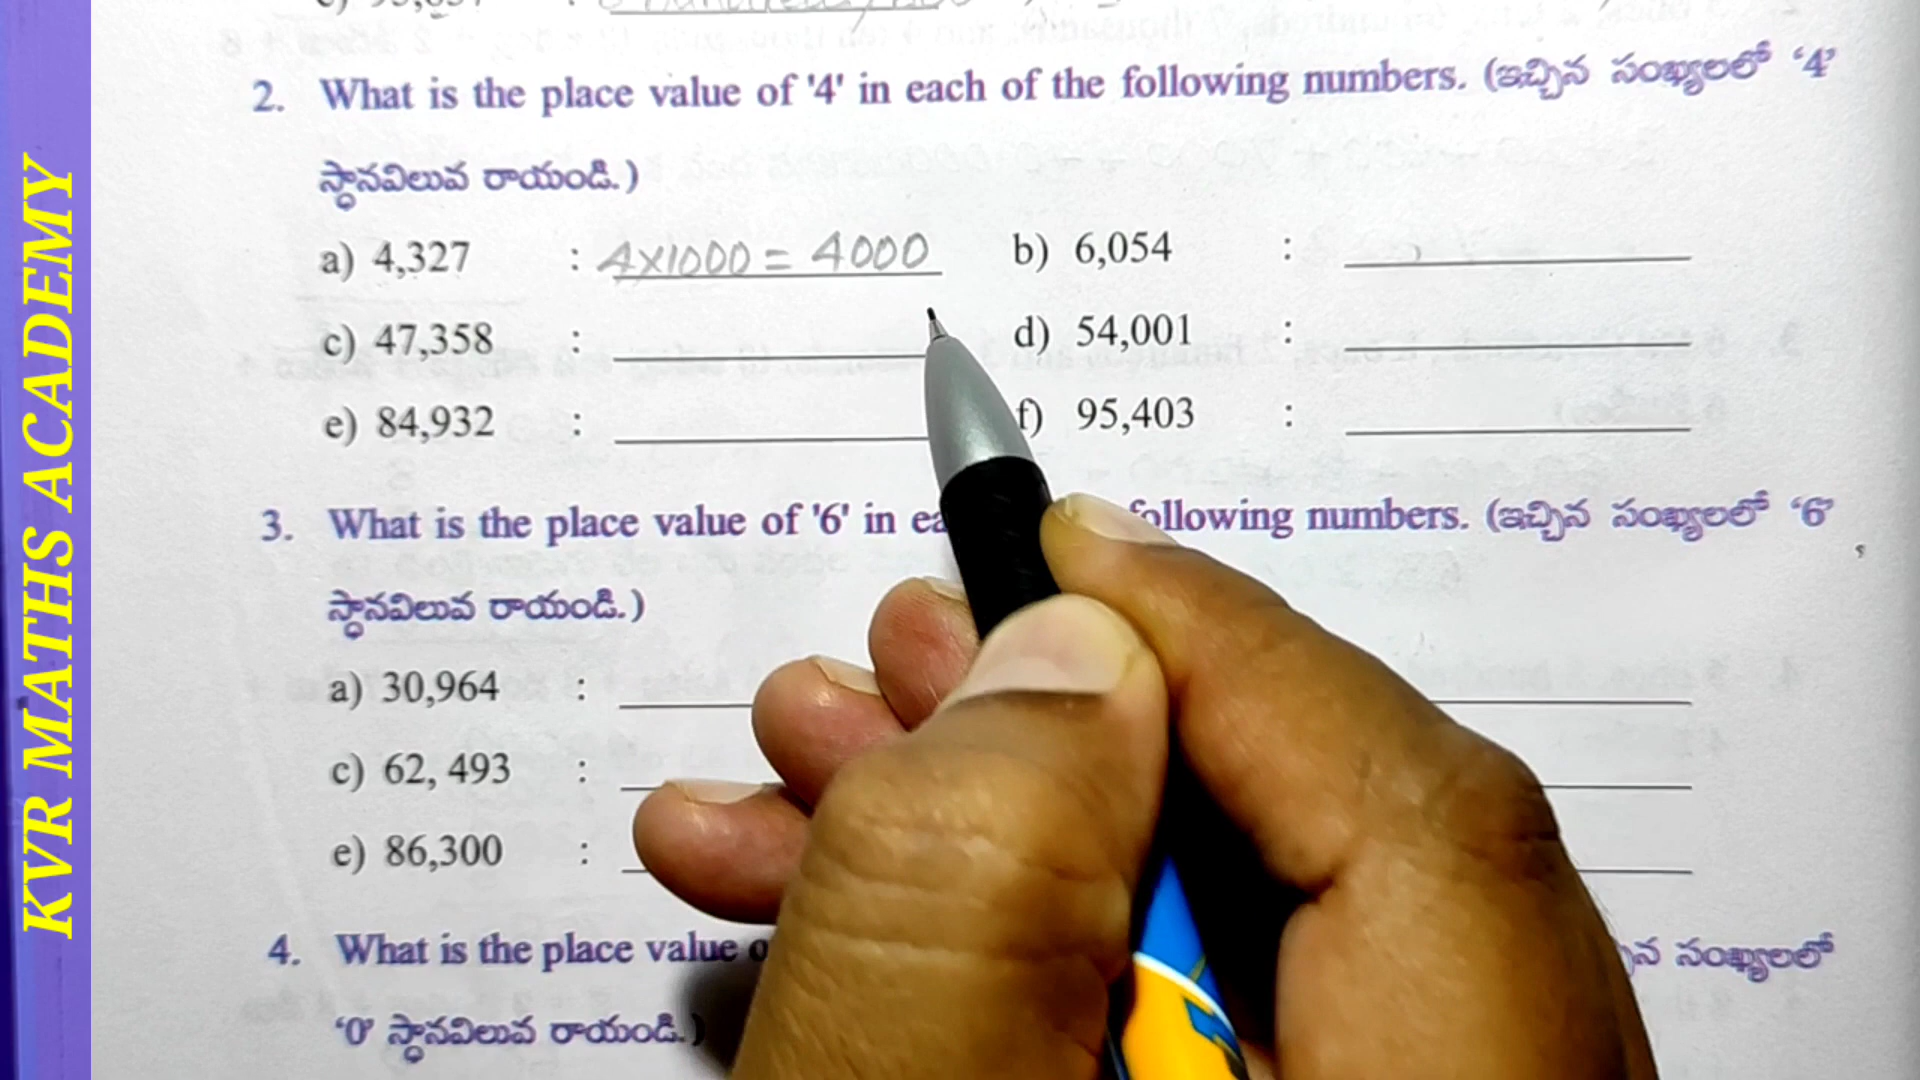 KVR MATHS ACADEMY
2. What is the place value of '4' in each of the following numbers. (ఇచ్చిన సంఖ్యలలో ‘4’
స్థానవిలువ రాయండి.)
a) 4,327 : 4×1000 = 4000 b) 6,054 :
c) 47,358 : d) 54,001 :
e) 84,932 : f) 95,403 :
3. What is the place value of '6' in following numbers. (ఇచ్చిన సంఖ్యలలో ‘6’
స్థానవిలువ రాయండి.)
a) 30,964 :
c) 62, 493 :
e) 86,300 :
4. What is the place value సంఖ్యలలో
‘0’ స్థానవిలువ రాయండి.)